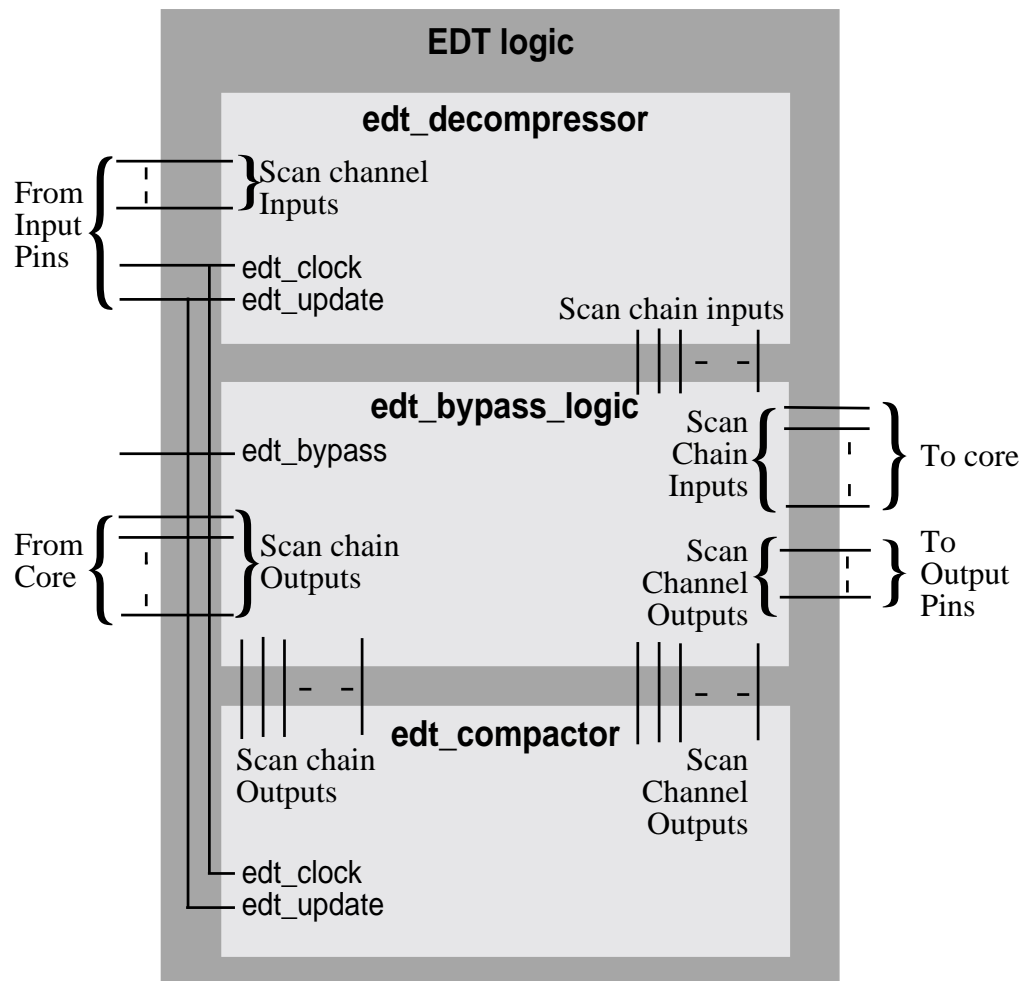 EDT logic
edt_decompressor
From
Input
Pins
Scan channel
Inputs
edt_clock
edt_update
Scan chain inputs
edt_bypass_logic
edt_bypass
Scan
Chain
Inputs
To core
From
Core
Scan chain
Outputs
Scan
Channel
Outputs
To
Output
Pins
edt_compactor
Scan chain
Outputs
Scan
Channel
Outputs
edt_clock
edt_update